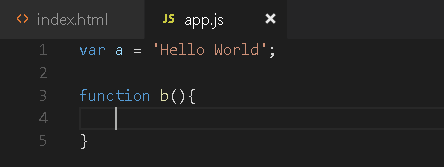 <> index.html JS app.js ×
1 var a = 'Hello World';
2
3 function b(){
4
5 }